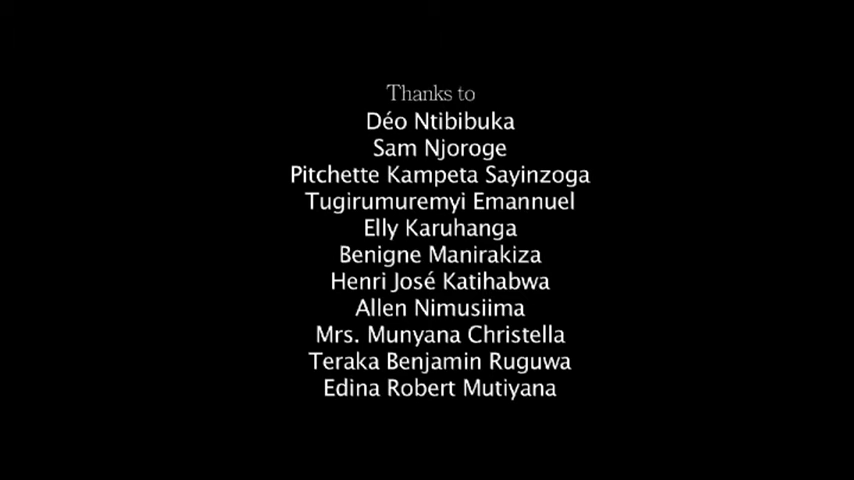 Thanks to
Déo Ntibibuka
Sam Njoroge
Pitchette Kampeta Sayinzoga
Tugirumuremyi Emannuel
Elly Karuhanga
Benigne Manirakiza
Henri José Katihabwa
Allen Nimusiima
Mrs. Munyana Christella
Teraka Benjamin Ruguwa
Edina Robert Mutiyana